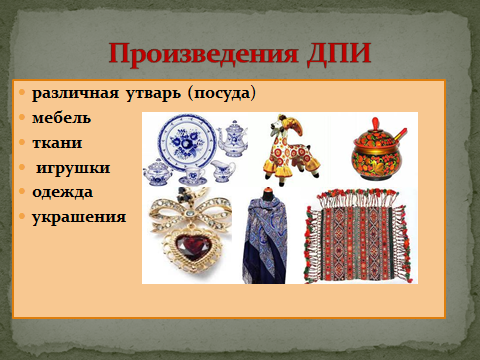 Произведения ДПИ
различная утварь (посуда)
мебель
ткани
игрушки
одежда
украшения